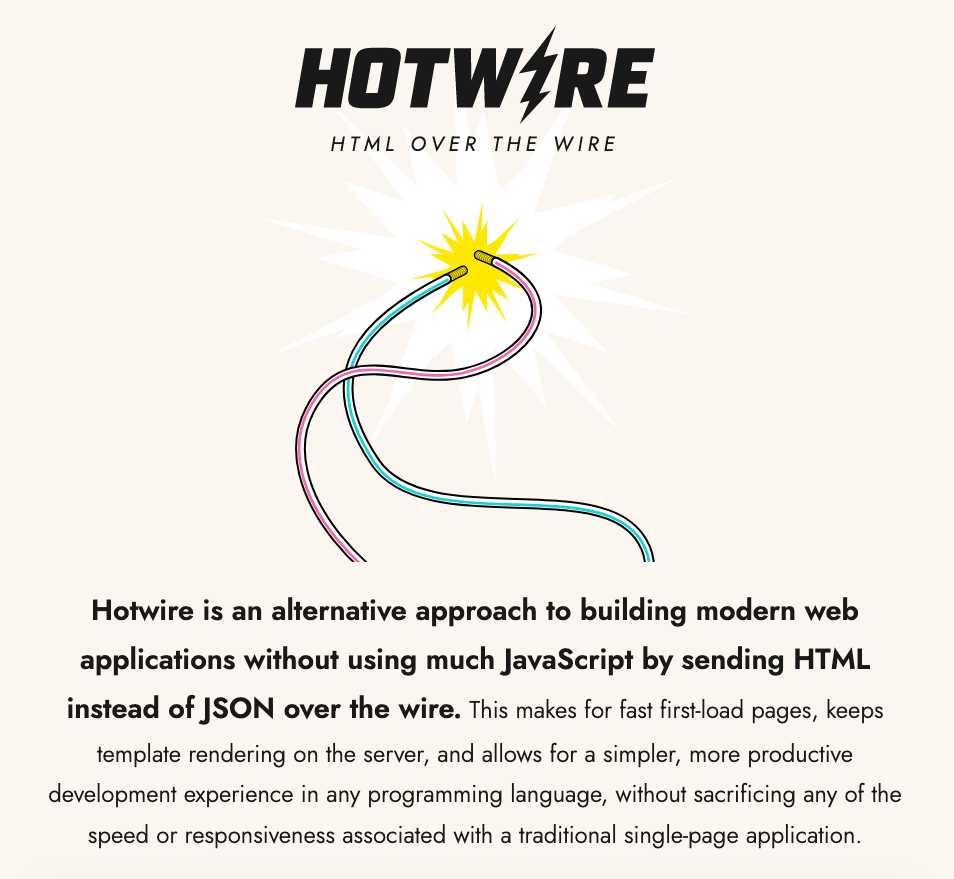 HOTWIRE
HTML OVER THE WIRE
Hotwire is an alternative approach to building modern web
applications without using much JavaScript by sending HTML
instead of JSON over the wire. This makes for fast first-load pages, keeps
template rendering on the server, and allows for a simpler, more productive
development experience in any programming language, without sacrificing any of the
speed or responsiveness associated with a traditional single-page application.